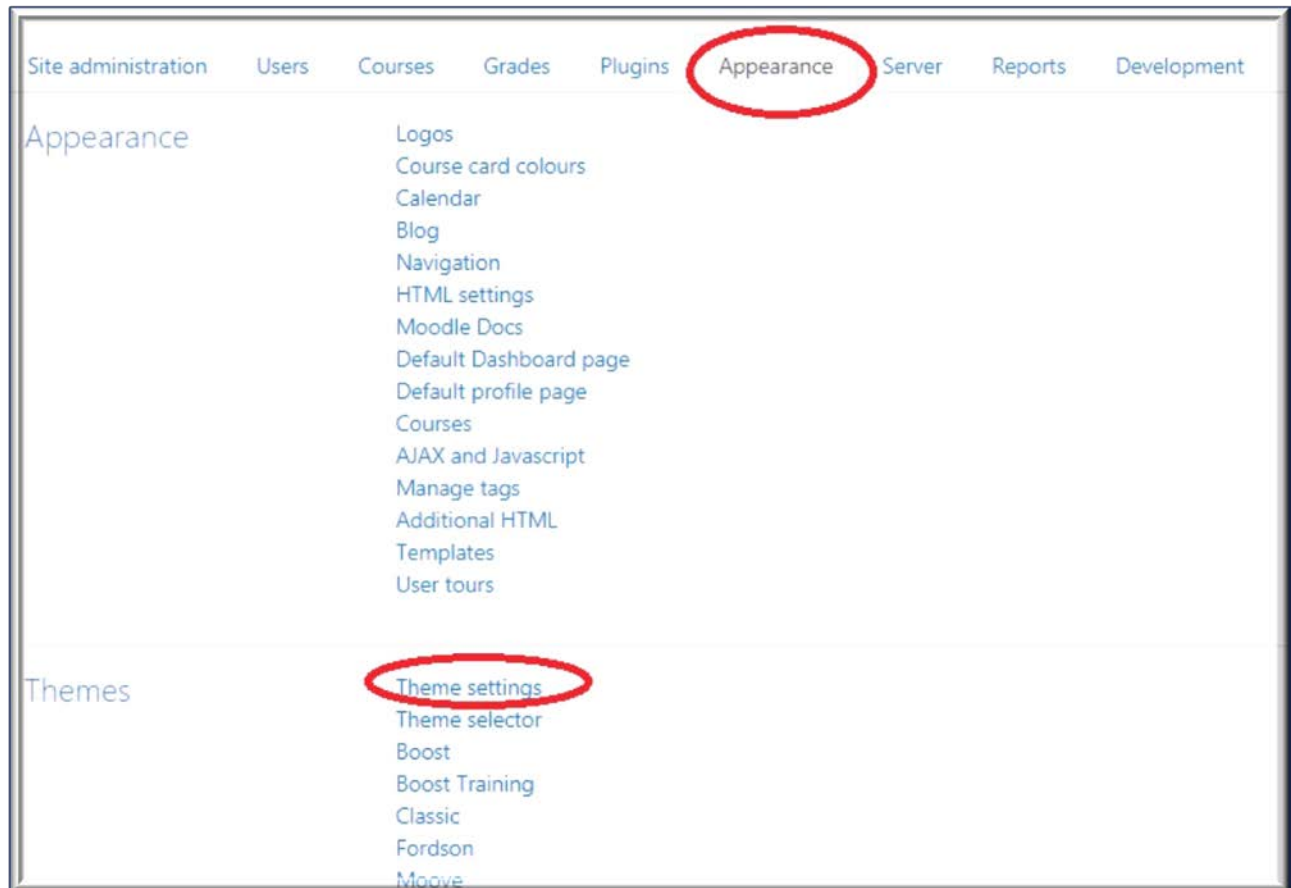 Site administration Users Courses Grades Plugins Appearance Server Reports Development
Appearance
Logos
Course card colours
Calendar
Blog
Navigation
HTML settings
Moodle Docs
Default Dashboard page
Default profile page
Courses
AJAX and Javascript
Manage tags
Additional HTML
Templates
User tours
Themes
Theme settings
Theme selector
Boost
Boost Training
Classic
Fordson
Moove